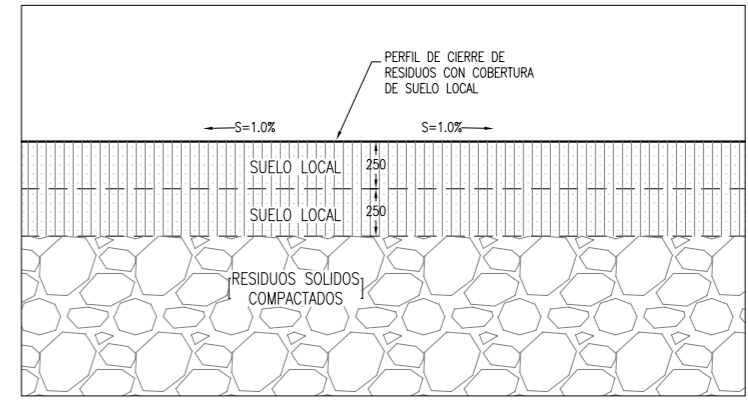 PERFIL DE CIERRE DE
RESIDUOS CON COBERTURA
DE SUELO LOCAL
S=1.0%
S=1.0%
SUELO LOCAL
250
SUELO LOCAL
250
RESIDUOS SOLIDOS
COMPACTADOS